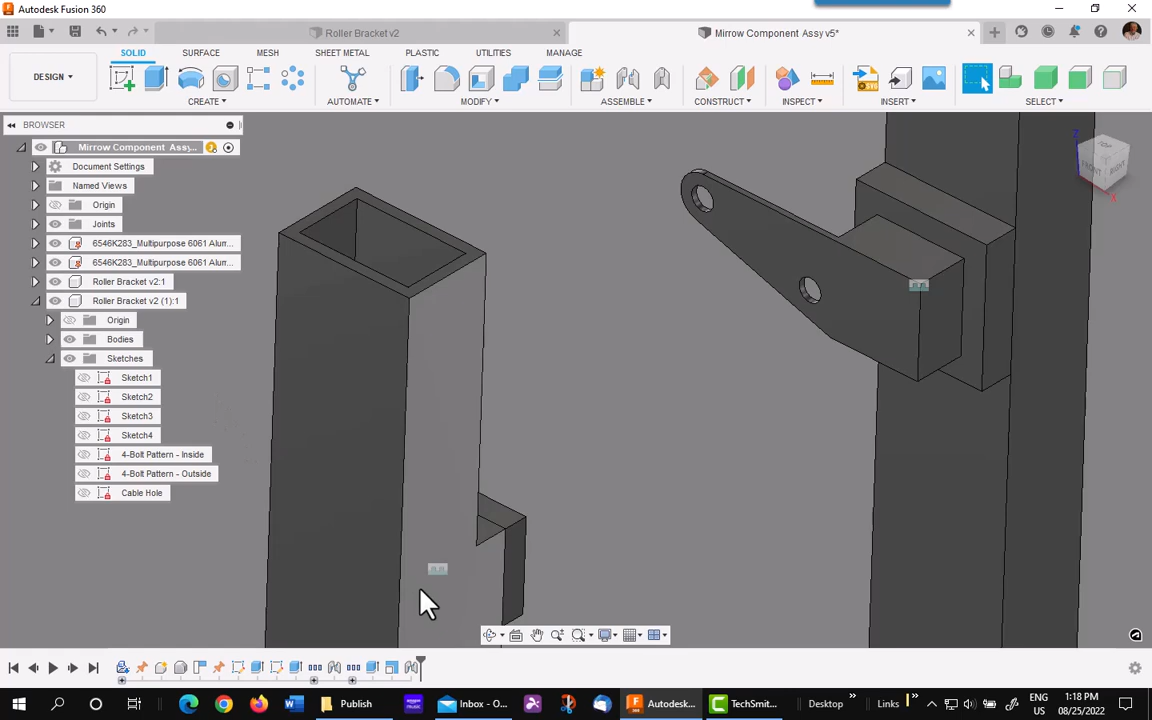 Autodesk Fusion 360
Roller Bracket v2
Mirrow Component Assy v5*
DESIGN
SOLID
SURFACE
MESH
SHEET METAL
PLASTIC
UTILITIES
MANAGE
CREATE
AUTOMATE
MODIFY
ASSEMBLE
CONSTRUCT
INSPECT
INSERT
SELECT
BROWSER
Mirrow Component Assy...
Document Settings
Named Views
Origin
Joints
6546K283_Multipurpose 6061 Alum...
6546K283_Multipurpose 6061 Alum...
Roller Bracket v2:1
Roller Bracket v2 (1):1
Origin
Bodies
Sketches
Sketch1
Sketch2
Sketch3
Sketch4
4-Bolt Pattern - Inside
4-Bolt Pattern - Outside
Cable Hole
Z
TOP
FRONT
RIGHT
X
Publish
Inbox - O...
Autodesk...
TechSmit...
Desktop
Links
ENG
US
1:18 PM
08/25/2022